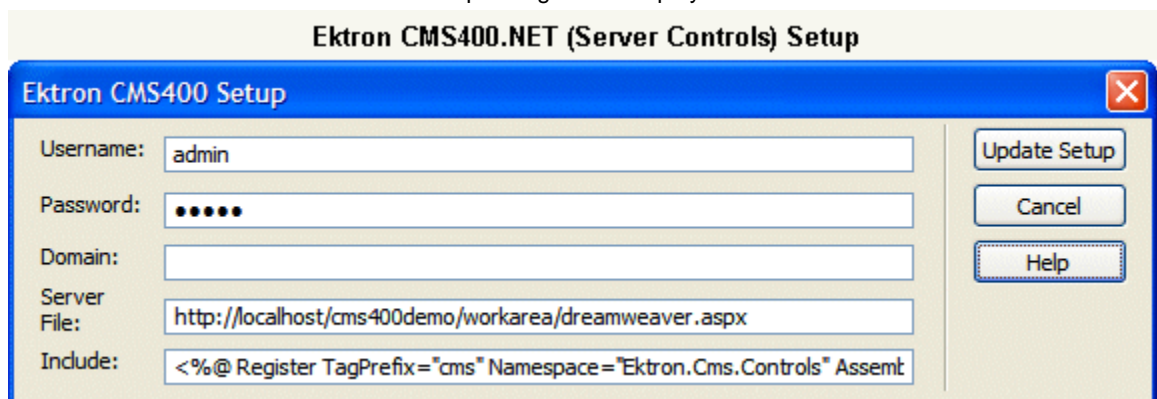 Ektron CMS400.NET (Server Controls) Setup
Ektron CMS400 Setup
Username:
admin
Update Setup
Password:
•••••
Cancel
Domain:
Help
Server
File:
http://localhost/cms400demo/workarea/dreamweaver.aspx
Include:
<%@ Register TagPrefix="cms" Namespace="Ektron.Cms.Controls" Assemb